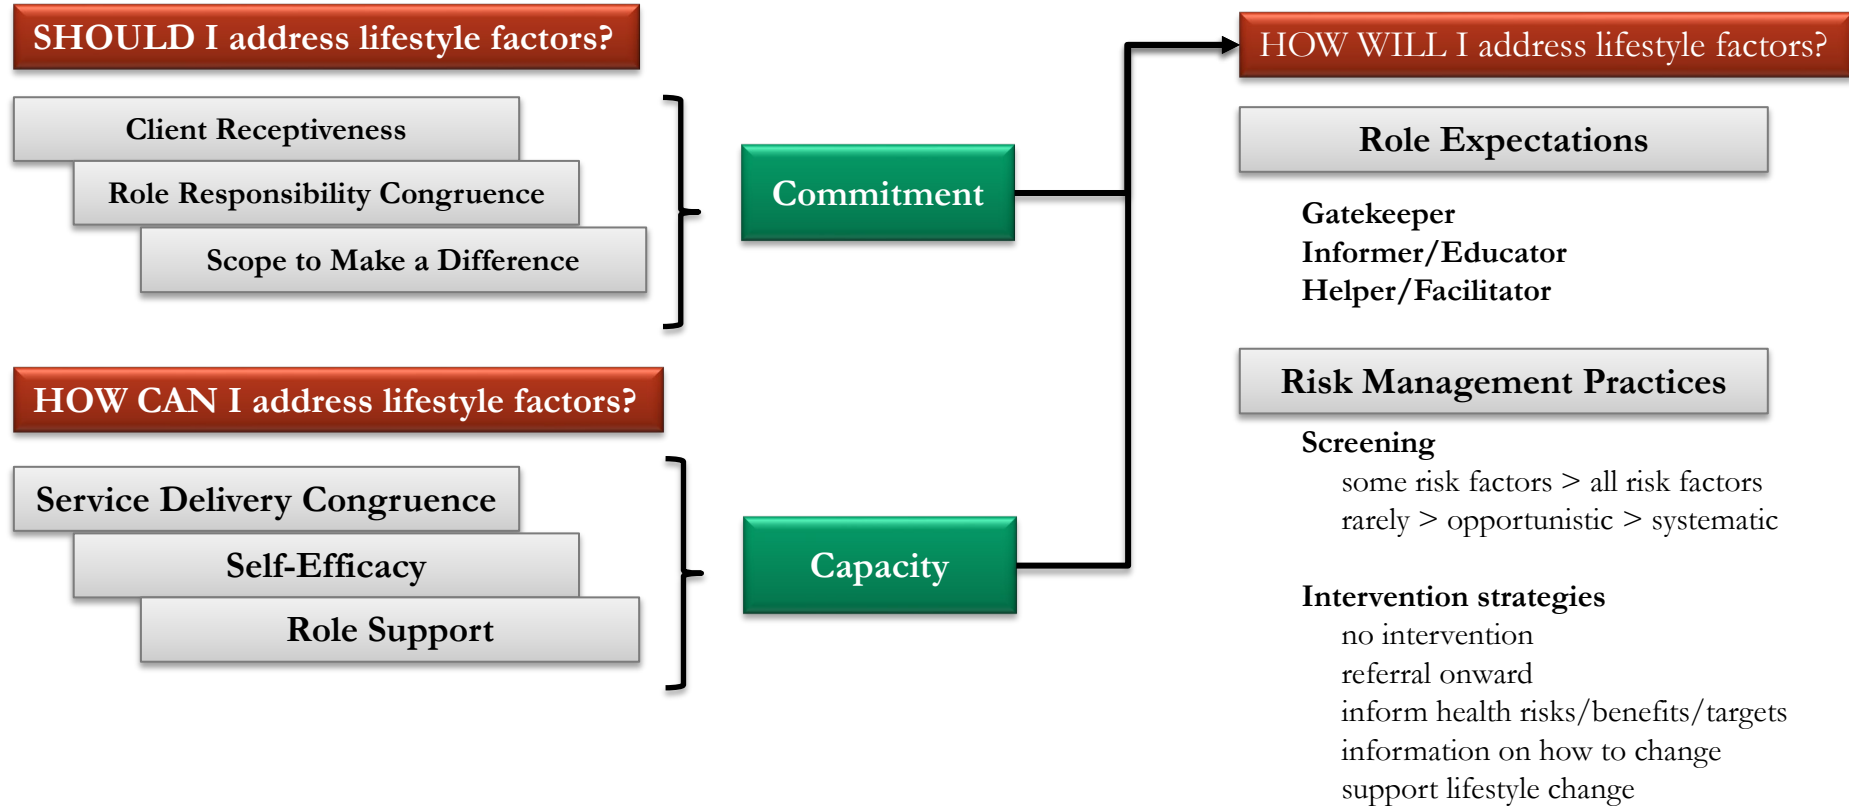 SHOULD I address lifestyle factors?
Client Receptiveness
Role Responsibility Congruence
Scope to Make a Difference
Commitment
HOW CAN I address lifestyle factors?
Service Delivery Congruence
Self-Efficacy
Role Support
Capacity
HOW WILL I address lifestyle factors?
Role Expectations
Gatekeeper
Informer/Educator
Helper/Facilitator
Risk Management Practices
Screening
some risk factors > all risk factors
rarely > opportunistic > systematic
Intervention strategies
no intervention
referral onward
inform health risks/benefits/targets
information on how to change
support lifestyle change